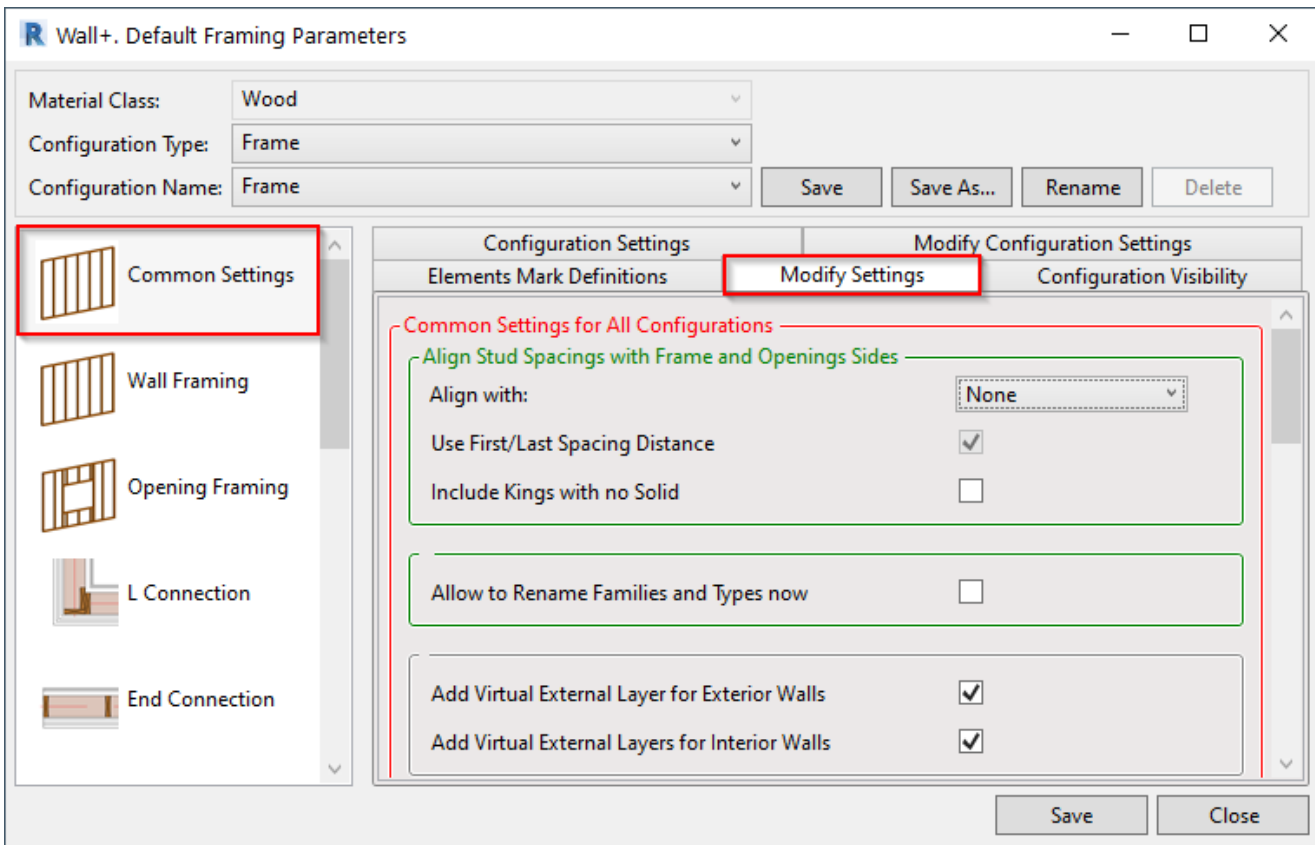 R Wall+. Default Framing Parameters
Material Class: Wood
Configuration Type: Frame
Configuration Name: Frame Save Save As... Rename Delete
Common Settings
Wall Framing
Opening Framing
L Connection
End Connection
Configuration Settings Modify Configuration Settings
Elements Mark Definitions Modify Settings Configuration Visibility
Common Settings for All Configurations
Align Stud Spacings with Frame and Openings Sides
Align with: None
Use First/Last Spacing Distance
Include Kings with no Solid
Allow to Rename Families and Types now
Add Virtual External Layer for Exterior Walls
Add Virtual External Layers for Interior Walls
Save Close